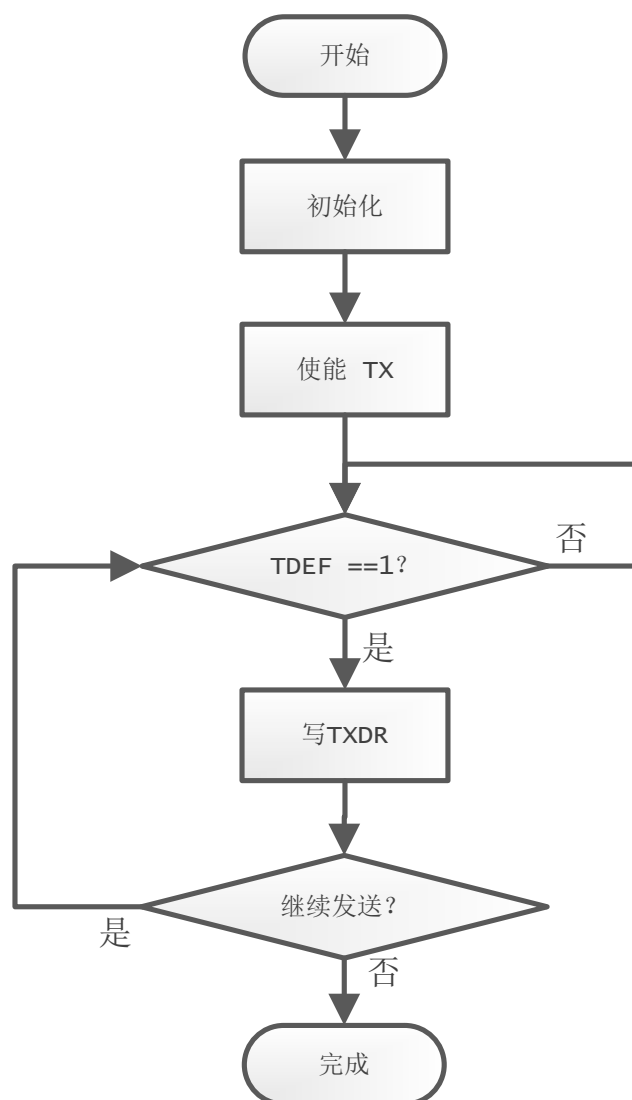 开始
初始化
使能 TX
TDEF ==1?
否
是
写TXDR
继续发送?
是
否
完成